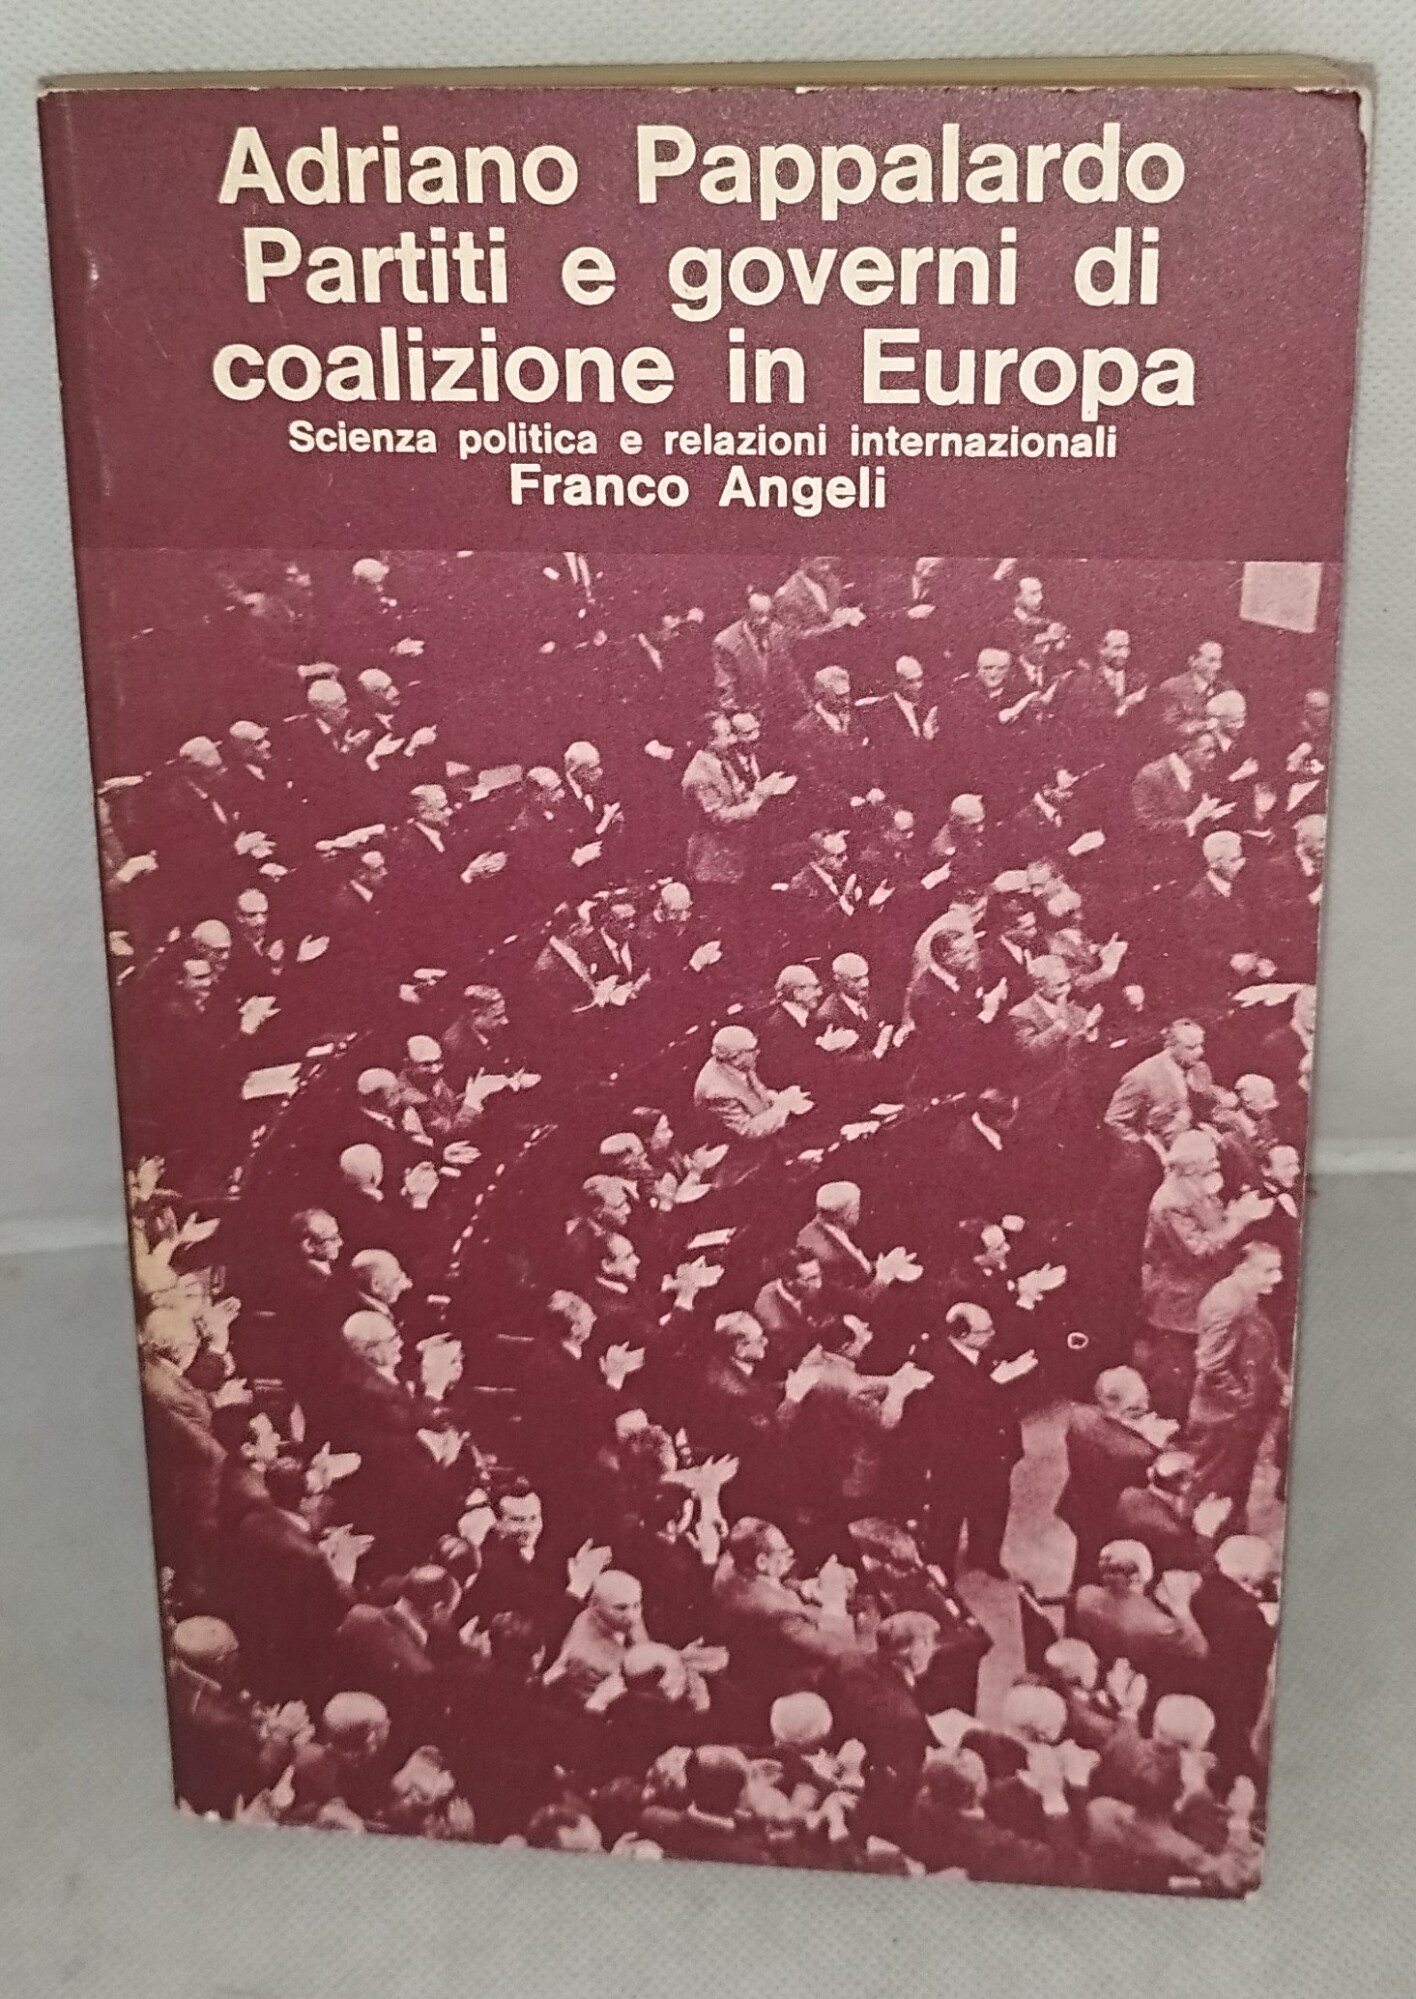 Adriano Pappalardo
Partiti e governi di
coalizione in Europa
Scienza politica e relazioni internazionali
Franco Angeli